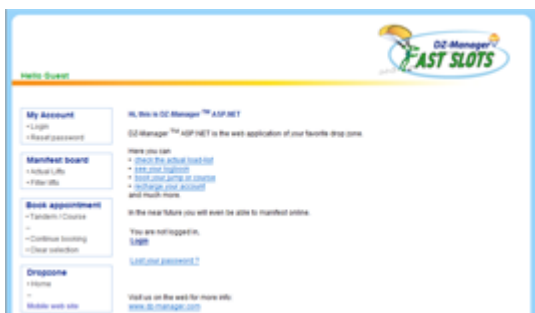 DZ-Manager
FAST SLOTS
Hello Guest
My Account
• Login
• Reset password
Manifest board
• Actual Lifts
• Filter lifts
Book appointment
• Tandem / Course
–
• Continue booking
• Clear selection
Dropzone
• Home
–
Mobile web site
Hi, this is DZ-Manager TM ASP.NET
DZ-Manager TM ASP.NET is the web application of your favorite drop zone.
Here you can
• check the actual load-list
• see your logbook
• book your jump or course
• recharge your account
and much more.
In the near future you will even be able to manifest online.
You are not logged in,
Login
Lost your password ?
Visit us on the web for more info:
www.dz-manager.com